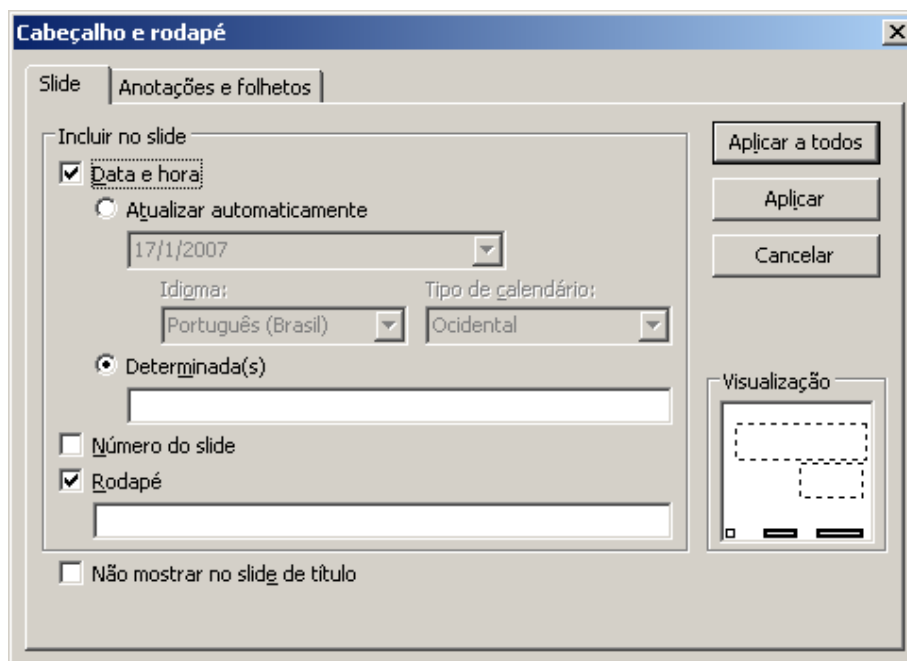 Cabeçalho e rodapé
Slide
Anotações e folhetos
Incluir no slide
Data e hora
Atualizar automaticamente
17/1/2007
Idioma:
Tipo de calendário:
Português (Brasil)
Ocidental
Determinada(s)
Número do slide
Rodapé
Não mostrar no slide de título
Aplicar a todos
Aplicar
Cancelar
Visualização